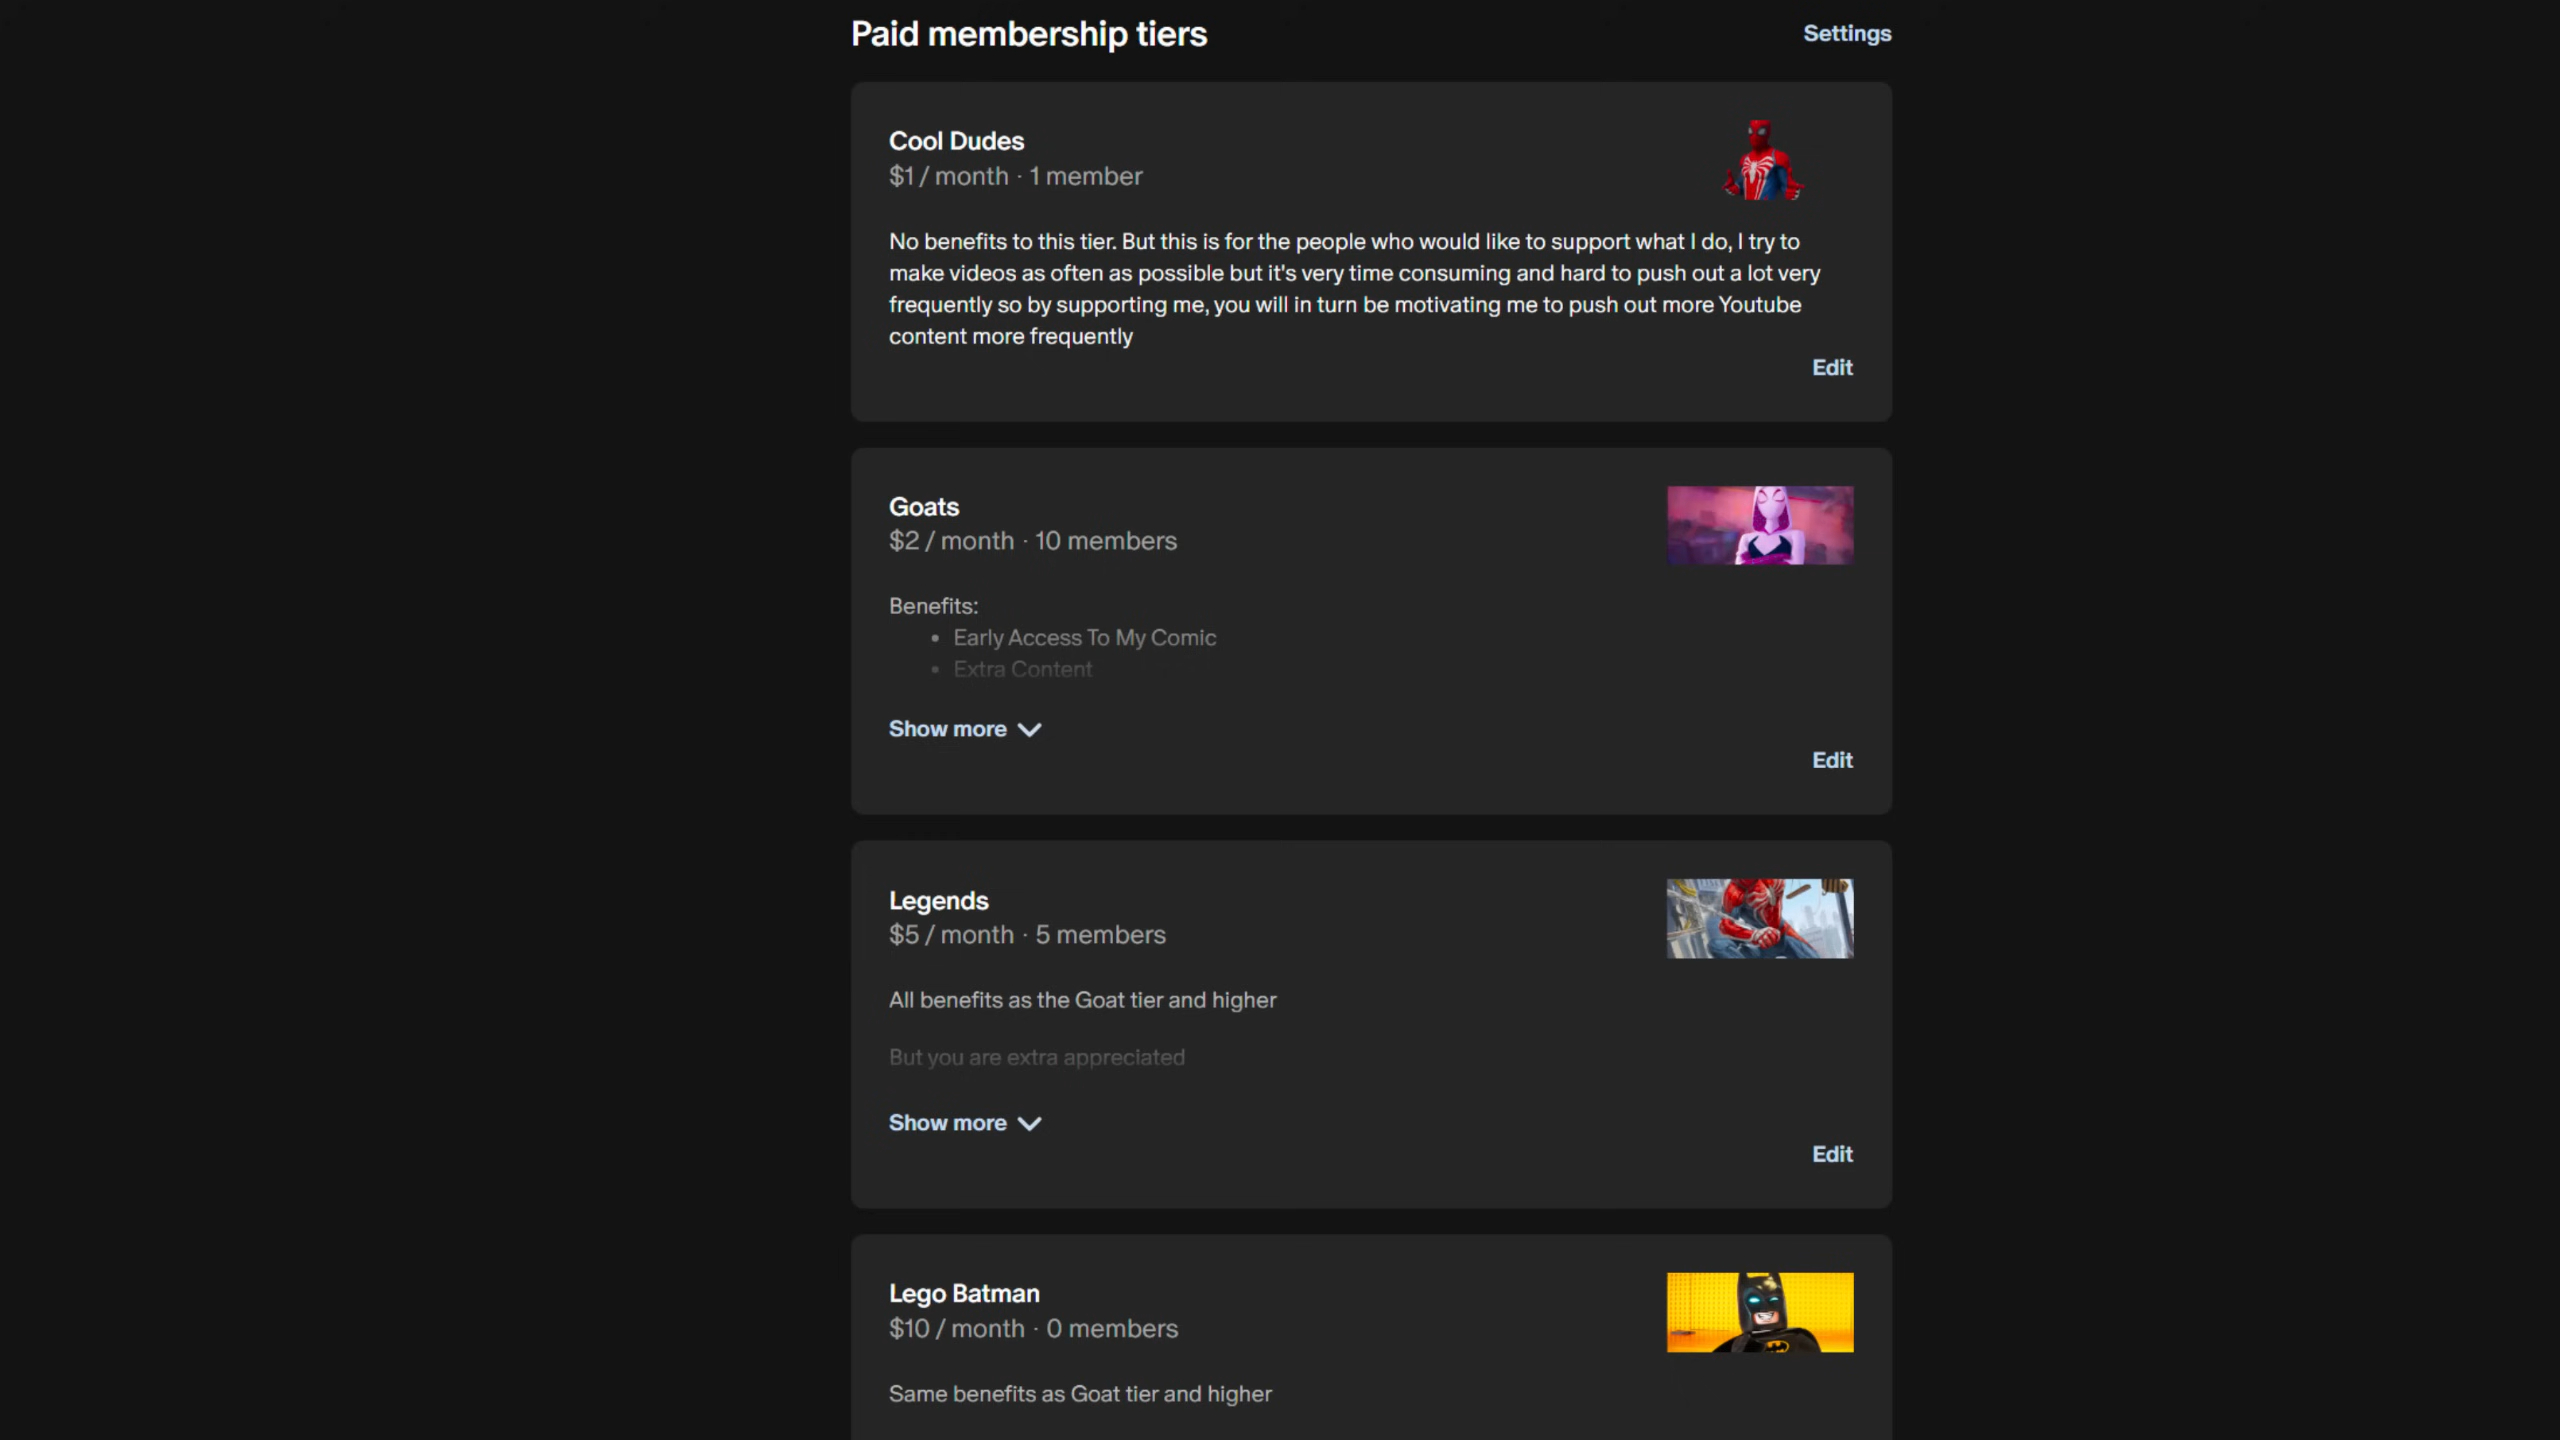 Paid membership tiers
Settings
Cool Dudes
$1 / month · 1 member
No benefits to this tier. But this is for the people who would like to support what I do, I try to
make videos as often as possible but it's very time consuming and hard to push out a lot very
frequently so by supporting me, you will in turn be motivating me to push out more Youtube
content more frequently
Edit
Goats
$2 / month · 10 members
Benefits:
• Early Access To My Comic
• Extra Content
Show more
Edit
Legends
$5 / month · 5 members
All benefits as the Goat tier and higher
But you are extra appreciated
Show more
Edit
Lego Batman
$10 / month · 0 members
Same benefits as Goat tier and higher